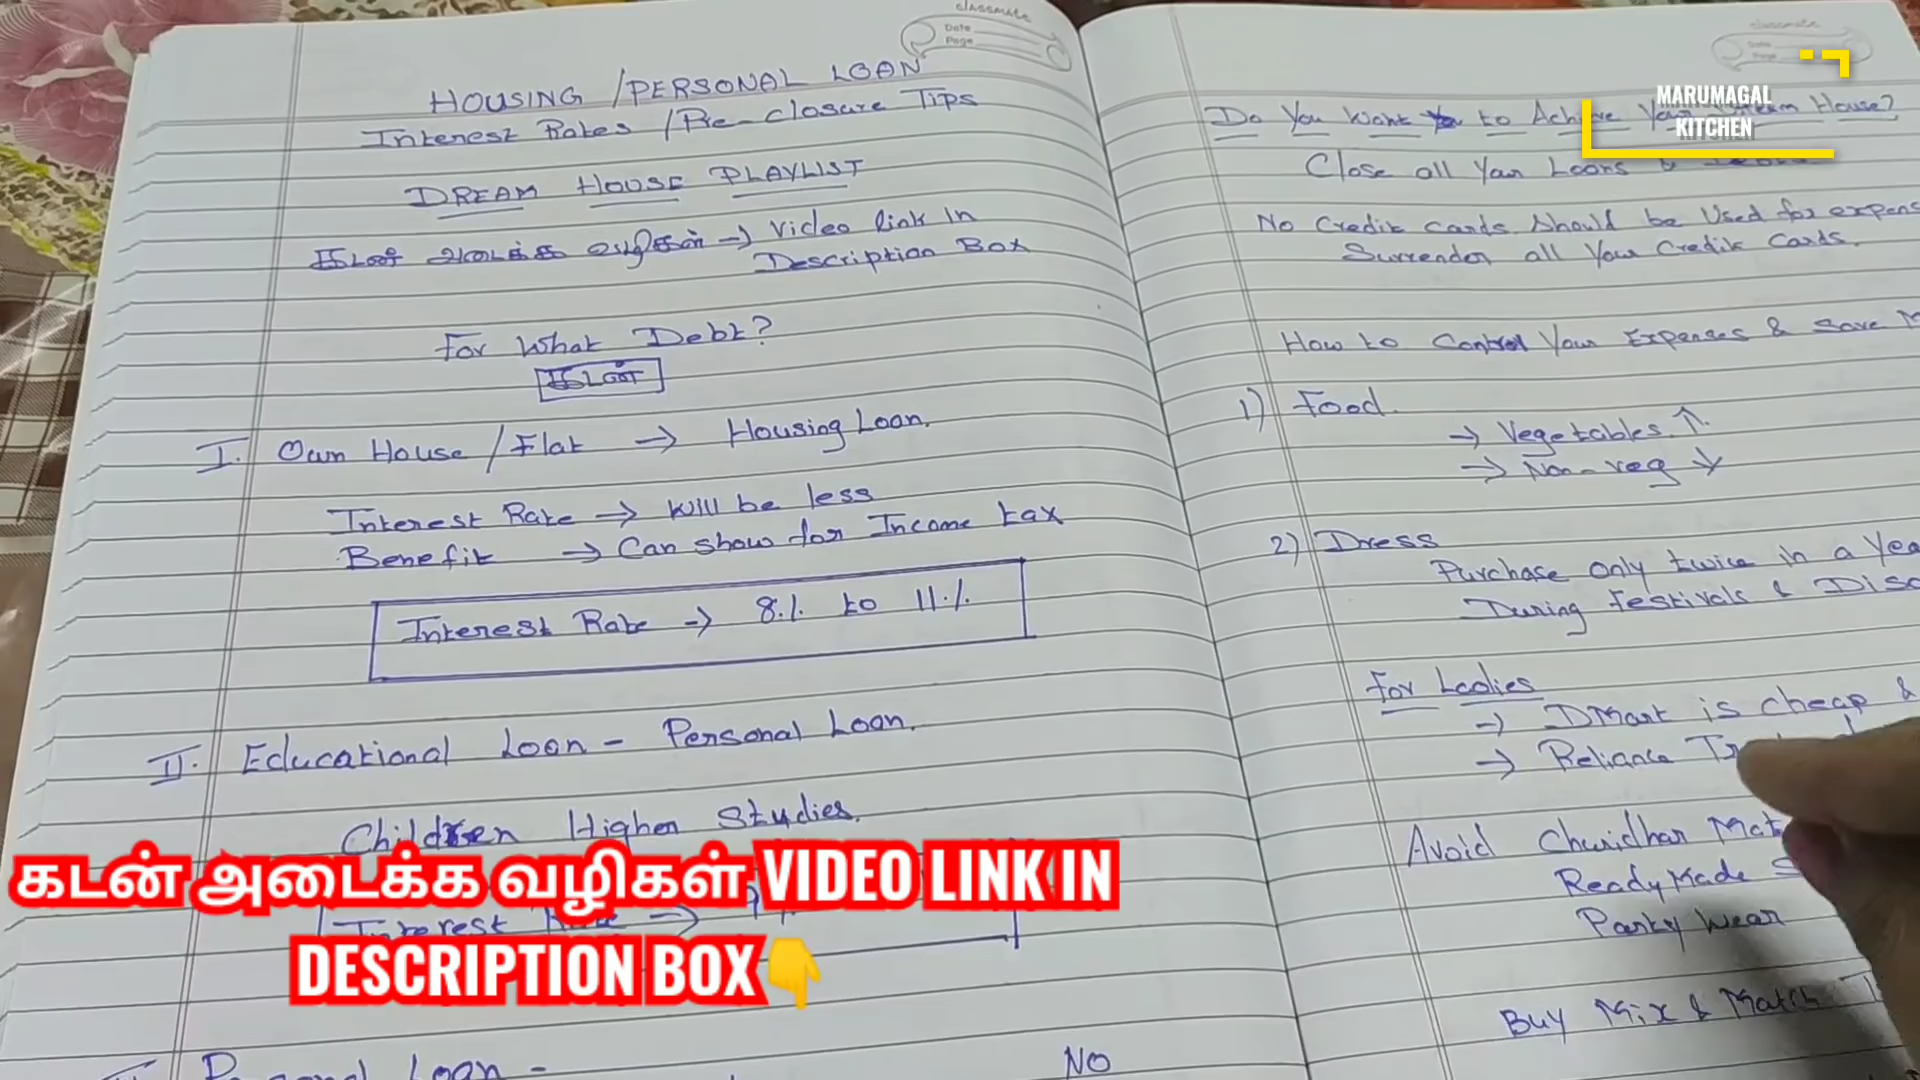 classmate
Date
Page
HOUSING / PERSONAL LOAN
Interest Rates / Pre-closure Tips
DREAM HOUSE PLAYLIST
கடன் அடைக்க வழிகள் → Video link in
Description Box
For What Debt?
கடன்
I. Own House / Flat → Housing Loan.
Interest Rate → Will be less
Benefit → Can show for Income tax
Interest Rate → 8% to 11%
II. Educational Loan - Personal Loan.
Children Higher Studies.
Interest →
Personal Loan -
NO
classmate
MARUMAGAL
KITCHEN
Do You Want to Achieve House?
Close all Your Loans &
No Credit cards should be Used for
Surrender all Your Credit Cards.
How to Control Your Expenses & Save
1) Food.
→ Vegetables ↑.
→ Non-veg ↓
2) Dress
Purchase only twice in a
During Festivals &
For Ladies
→ DMart is cheap &
→ Reliance
Avoid Churidhar
Ready Made
Party Wear
Buy Mix & Match
கடன் அடைக்க வழிகள் VIDEO LINK IN
DESCRIPTION BOX👇